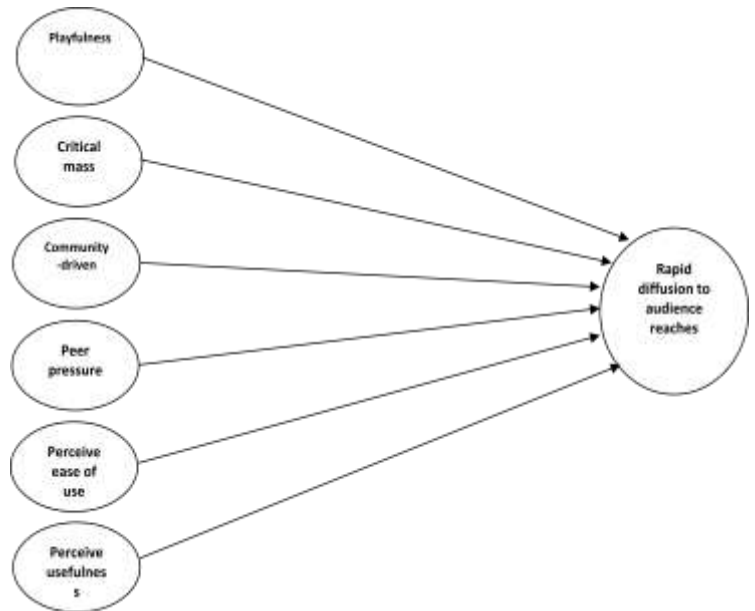 Playfulness
Critical
mass
Community
-driven
Peer
pressure
Perceive
ease of
use
Perceive
usefulnes
s
Rapid
diffusion to
audience
reaches